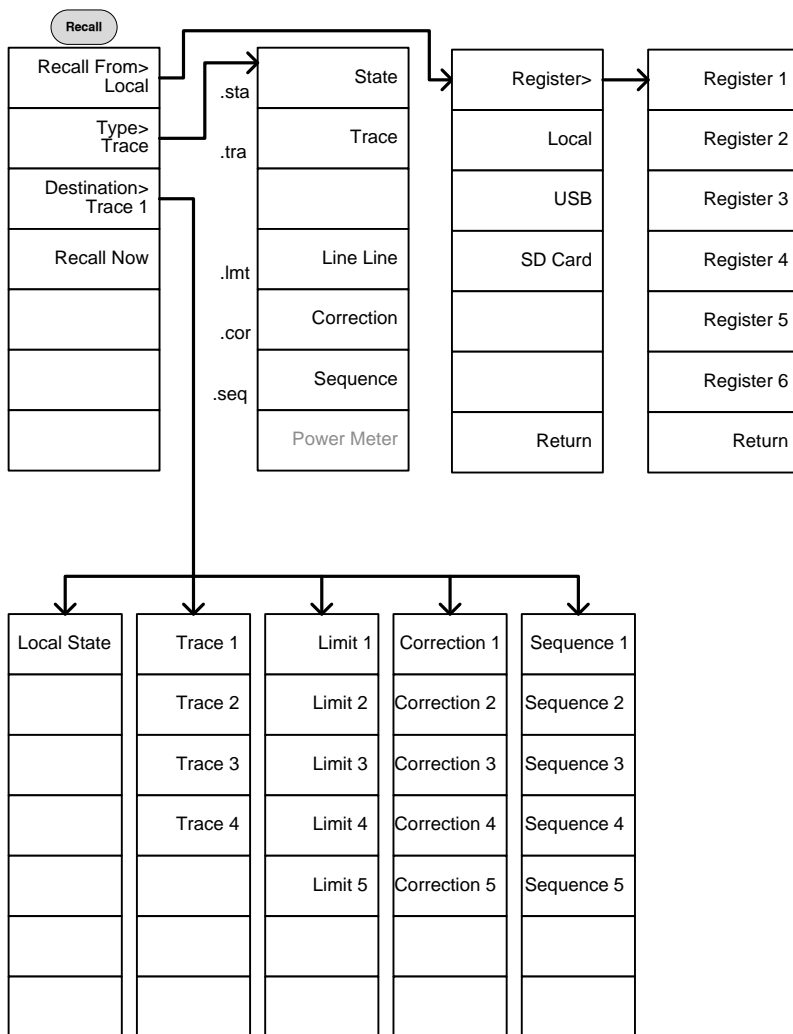 Recall
Recall From>
Local
Type>
Trace
Destination>
Trace 1
Recall Now
.sta
.tra
.lmt
.cor
.seq
State
Trace
Line Line
Correction
Sequence
Power Meter
Register>
Local
USB
SD Card
Return
Register 1
Register 2
Register 3
Register 4
Register 5
Register 6
Return
Local State
Trace 1
Trace 2
Trace 3
Trace 4
Limit 1
Limit 2
Limit 3
Limit 4
Limit 5
Correction 1
Correction 2
Correction 3
Correction 4
Correction 5
Sequence 1
Sequence 2
Sequence 3
Sequence 4
Sequence 5